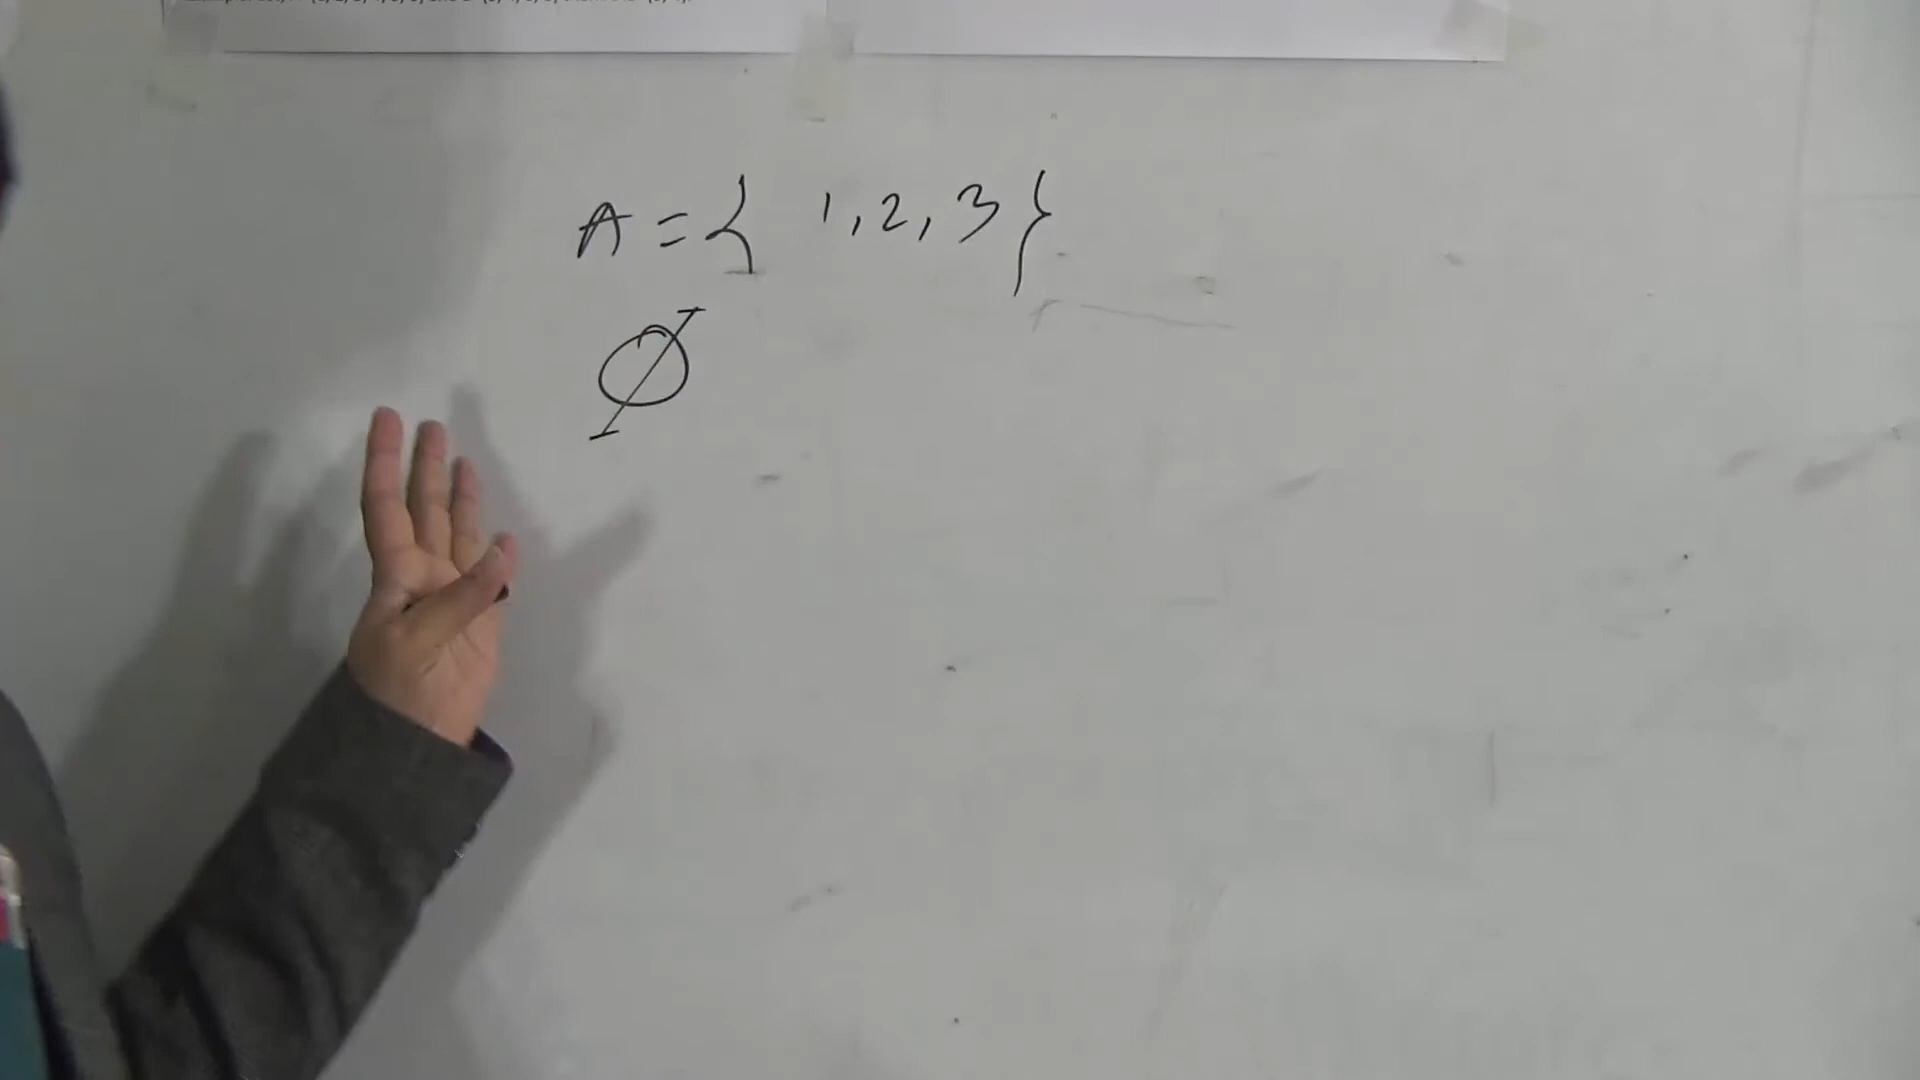 A = { 1, 2, 3 }
∅